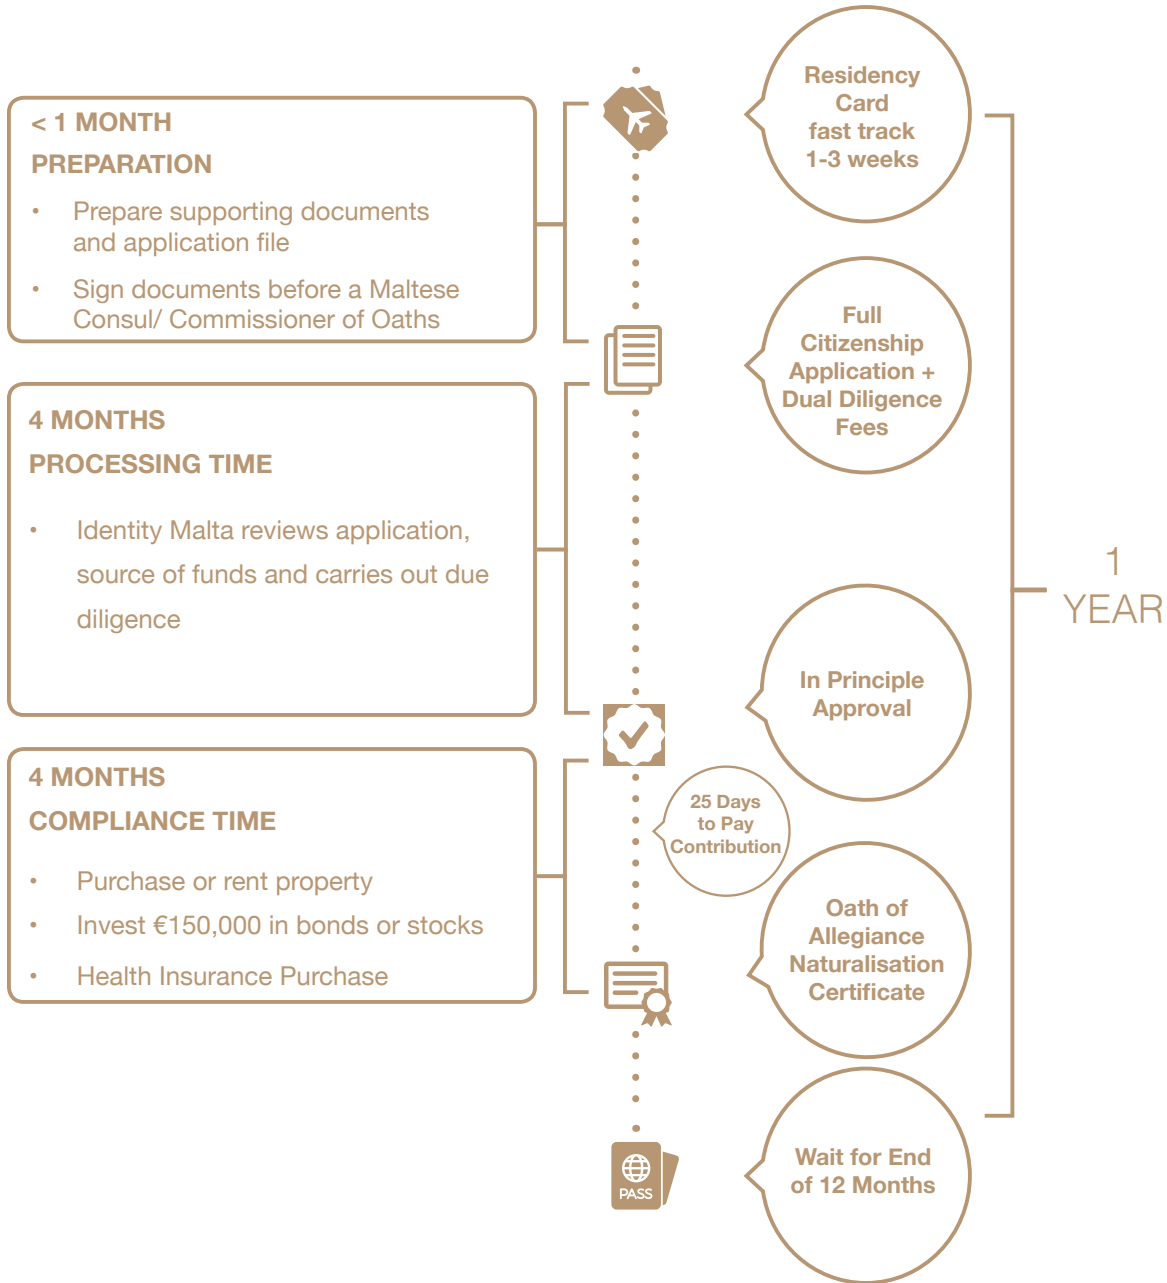 < 1 MONTH
PREPARATION
• Prepare supporting documents
and application file
• Sign documents before a Maltese
Consul/ Commissioner of Oaths
4 MONTHS
PROCESSING TIME
• Identity Malta reviews application,
source of funds and carries out due
diligence
4 MONTHS
COMPLIANCE TIME
• Purchase or rent property
• Invest €150,000 in bonds or stocks
• Health Insurance Purchase
PASS
25 Days
to Pay
Contribution
Residency
Card
fast track
1-3 weeks
Full
Citizenship
Application +
Dual Diligence
Fees
In Principle
Approval
Oath of
Allegiance
Naturalisation
Certificate
Wait for End
of 12 Months
1
YEAR